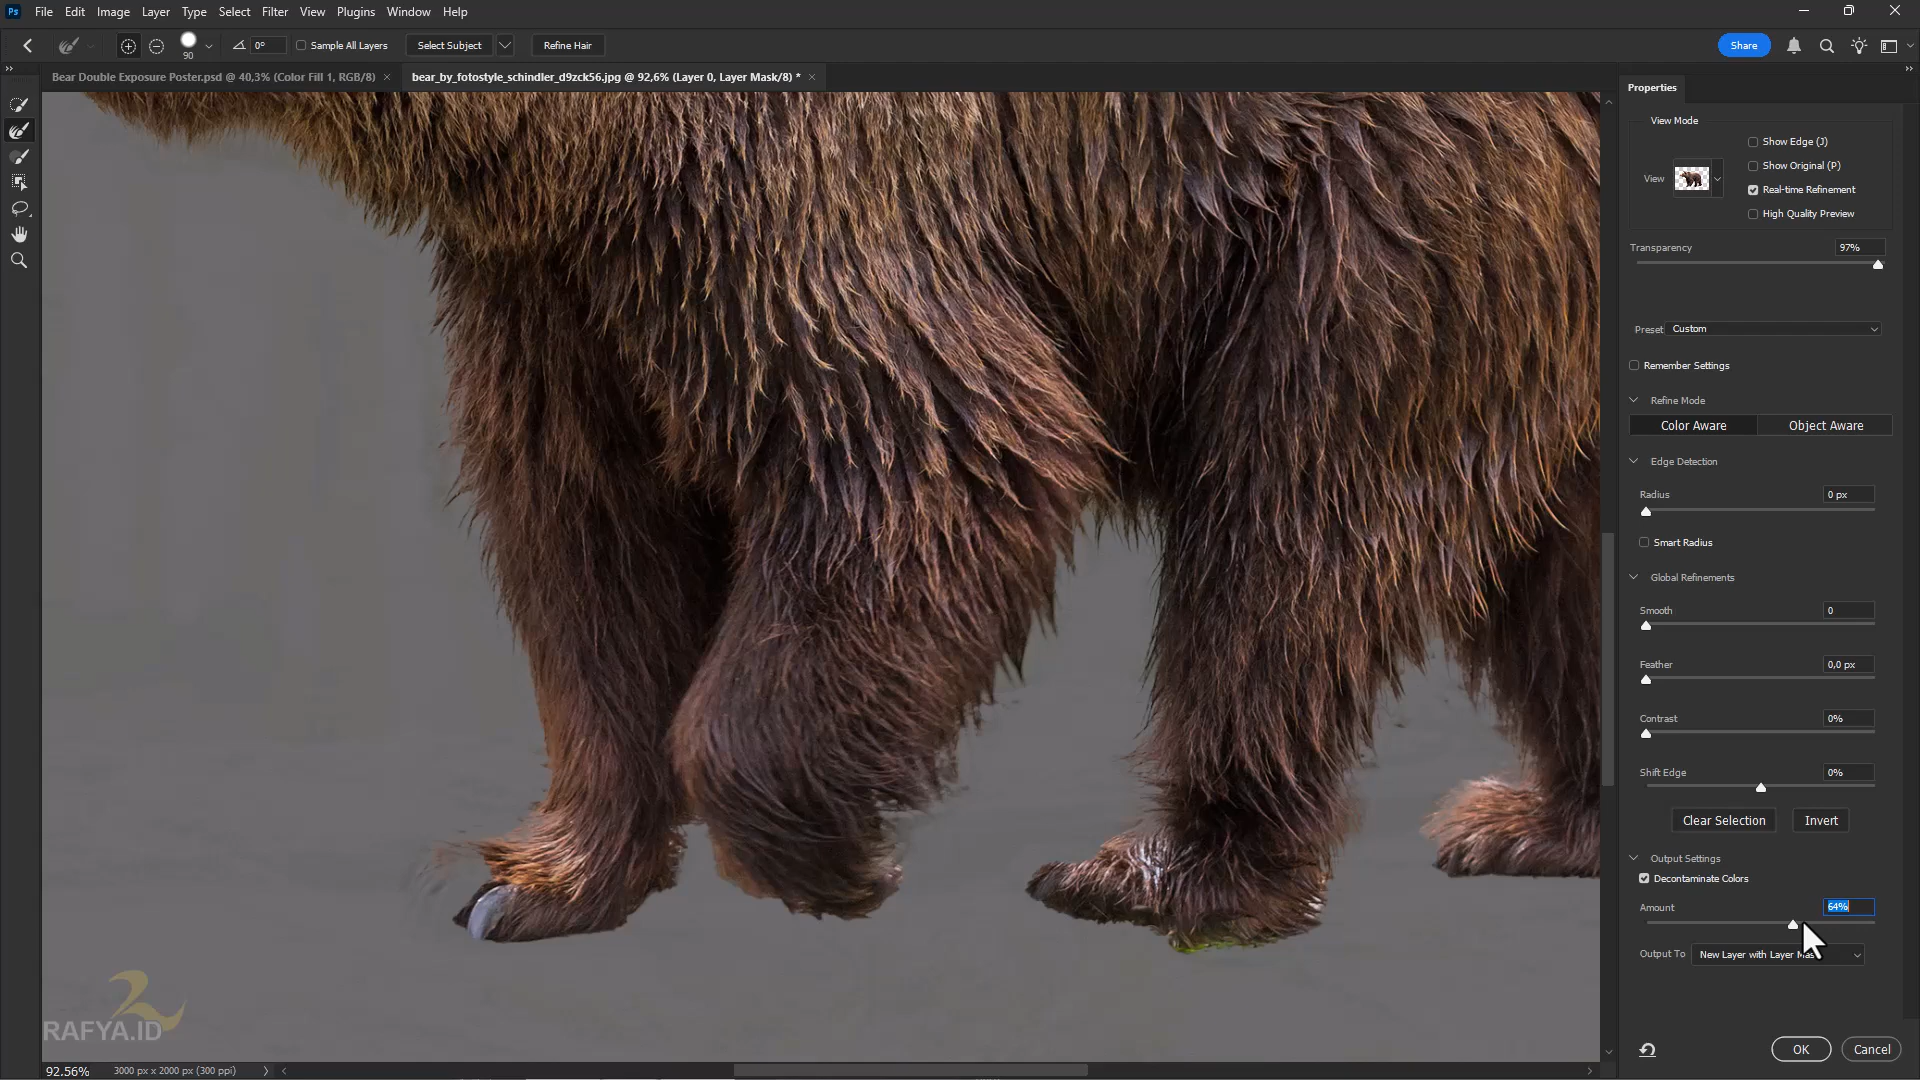 Ps File Edit Image Layer Type Select Filter View Plugins Window Help
90 0° Sample All Layers Select Subject Refine Hair Share
Bear Double Exposure Poster.psd @ 40,3% (Color Fill 1, RGB/8) × bear_by_fotostyle_schindler_d9zck56.jpg @ 92,6% (Layer 0, Layer Mask/8) * ×
Properties
View Mode
Show Edge (J)
Show Original (P)
View
Real-time Refinement
High Quality Preview
Transparency 97%
Preset Custom
Remember Settings
Refine Mode
Color Aware Object Aware
Edge Detection
Radius 0 px
Smart Radius
Global Refinements
Smooth 0
Feather 0,0 px
Contrast 0%
Shift Edge 0%
Clear Selection Invert
Output Settings
Decontaminate Colors
Amount 64%
Output To New Layer with Layer
RAFYA.ID
OK Cancel
92.56% 3000 px x 2000 px (300 ppi)